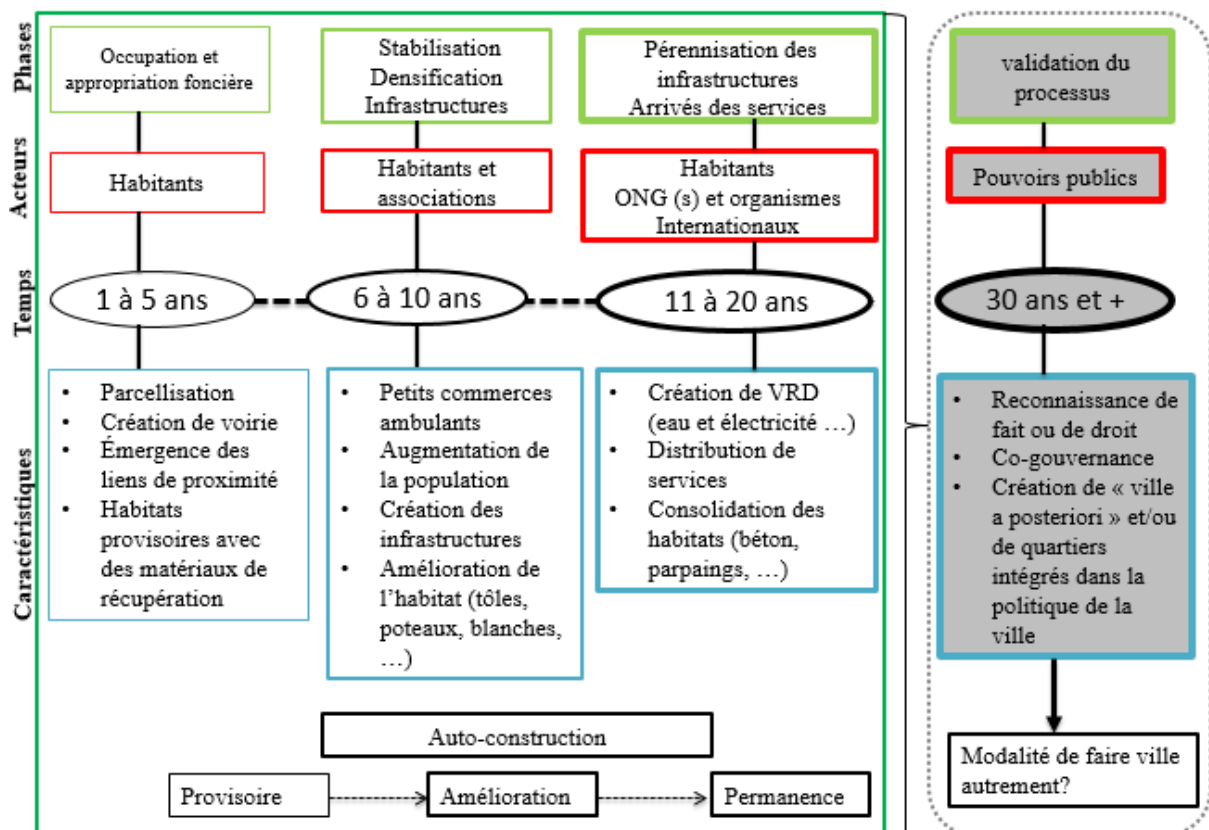 Phases
Occupation et
appropriation foncière
Stabilisation
Densification
Infrastructures
Pérennisation des
infrastructures
Arrivés des services
validation du
processus
Acteurs
Habitants
Habitants et
associations
Habitants
ONG (s) et organismes
Internationaux
Pouvoirs publics
Temps
1 à 5 ans
6 à 10 ans
11 à 20 ans
30 ans et +
Caractéristiques
• Parcellisation
• Création de voirie
• Émergence des
liens de proximité
• Habitats
provisoires avec
des matériaux de
récupération
• Petits commerces
ambulants
• Augmentation de
la population
• Création des
infrastructures
• Amélioration de
l’habitat (tôles,
poteaux, blanches,
…)
• Création de VRD
(eau et électricité …)
• Distribution de
services
• Consolidation des
habitats (béton,
parpaings, …)
• Reconnaissance de
fait ou de droit
• Co-gouvernance
• Création de « ville
a posteriori » et/ou
de quartiers
intégrés dans la
politique de la
ville
Auto-construction
Provisoire
Amélioration
Permanence
Modalité de faire ville
autrement?